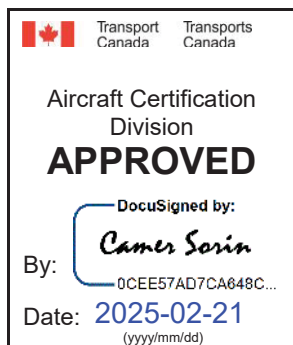 Transport Transports
Canada Canada
Aircraft Certification
Division
APPROVED
DocuSigned by:
Camer Sorin
By:
0CEE57AD7CA648C...
Date: 2025-02-21
(yyyy/mm/dd)